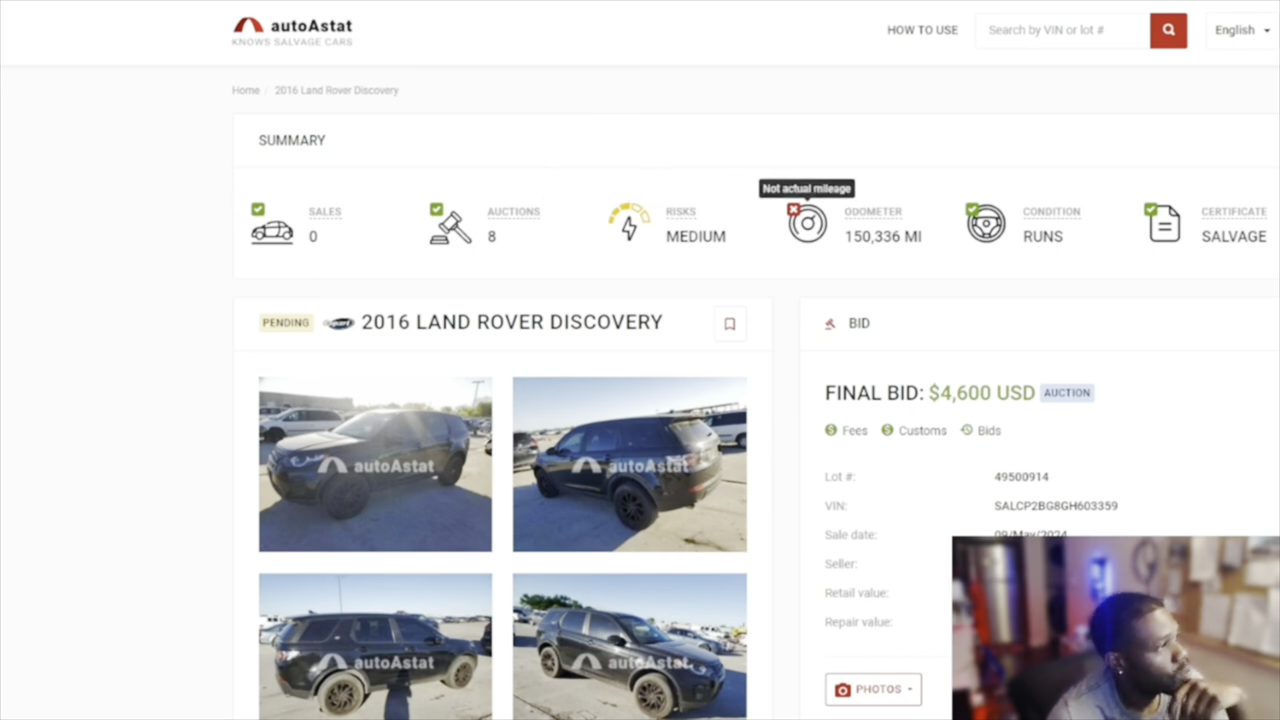 autoAstat
KNOWS SALVAGE CARS
HOW TO USE
Search by VIN or lot #
English
Home / 2016 Land Rover Discovery
SUMMARY
Not actual mileage
SALES
0
AUCTIONS
8
RISKS
MEDIUM
ODOMETER
150,336 MI
CONDITION
RUNS
CERTIFICATE
SALVAGE
PENDING
2016 LAND ROVER DISCOVERY
BID
autoAstat
autoAstat
autoAstat
autoAstat
FINAL BID: $4,600 USD AUCTION
Fees Customs Bids
Lot #: 49500914
VIN: SALCP2BG8GH603359
Sale date: 09/May/2024
Seller:
Retail value:
Repair value:
PHOTOS